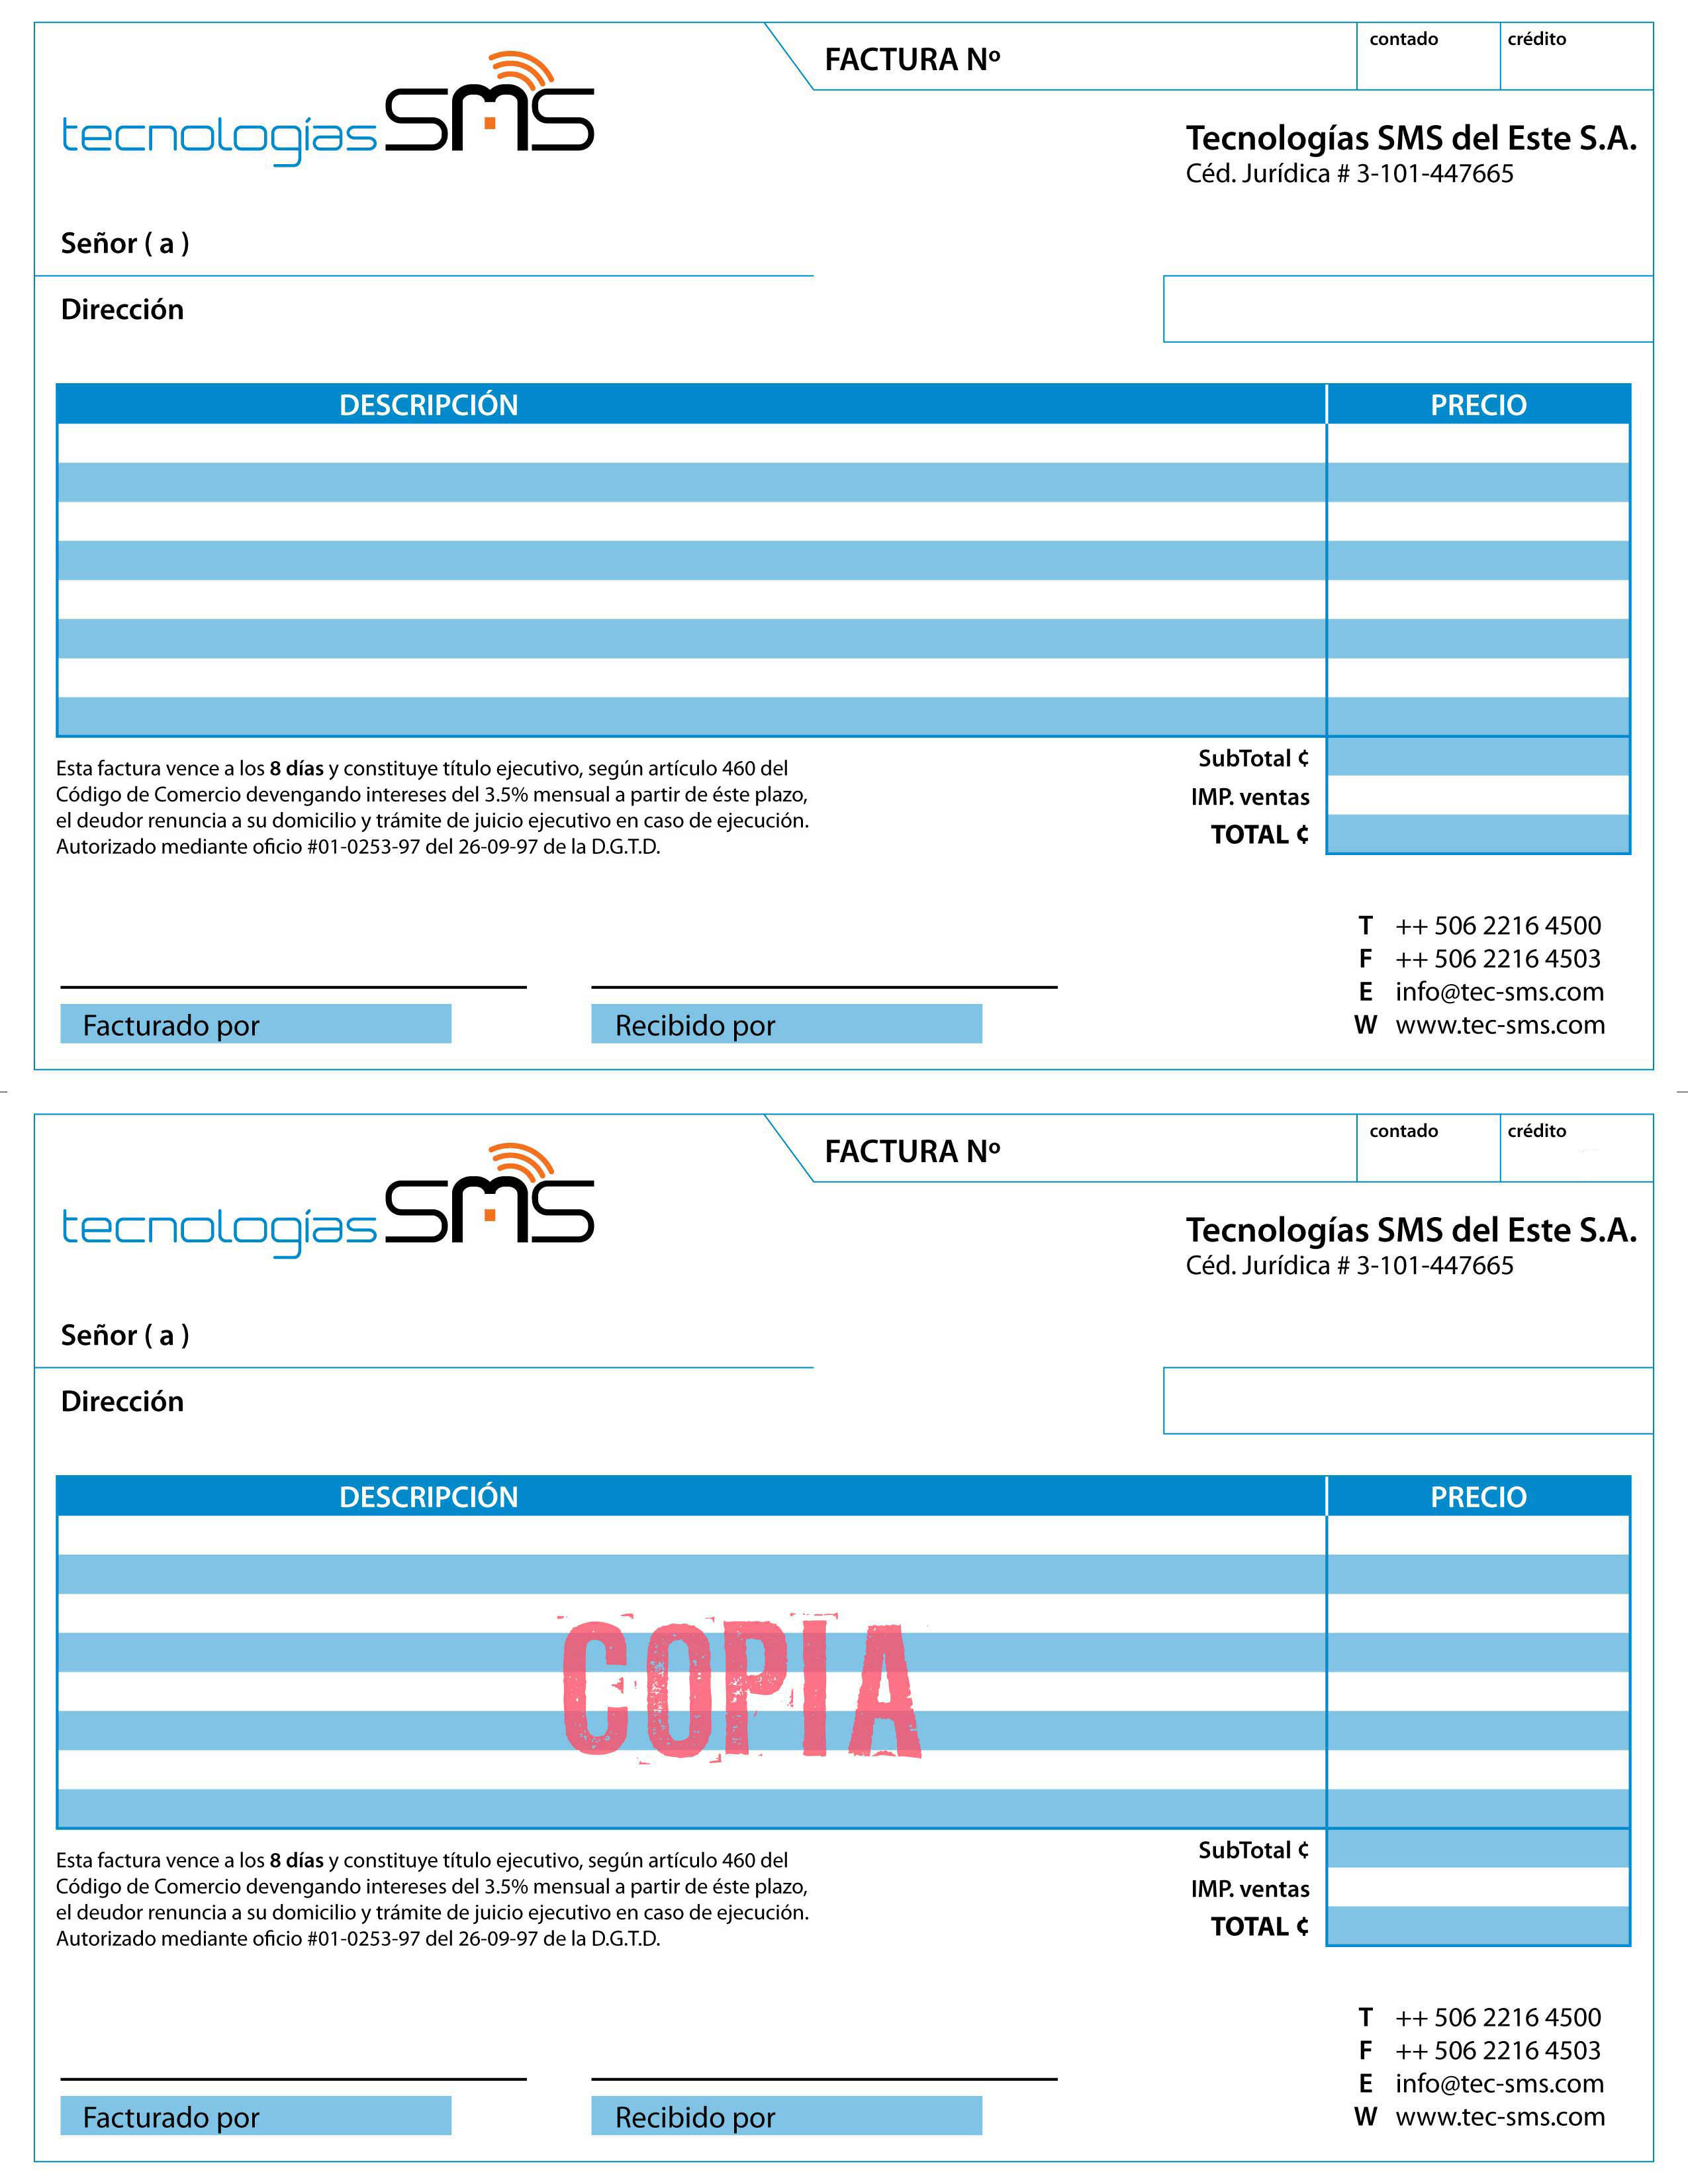 FACTURA Nº
contado
crédito
tecnologías SMS
Tecnologías SMS del Este S.A.
Céd. Jurídica # 3-101-447665
Señor ( a )
Dirección
DESCRIPCIÓN
PRECIO
Esta factura vence a los 8 días y constituye título ejecutivo, según artículo 460 del
Código de Comercio devengando intereses del 3.5% mensual a partir de éste plazo,
el deudor renuncia a su domicilio y trámite de juicio ejecutivo en caso de ejecución.
Autorizado mediante oficio #01-0253-97 del 26-09-97 de la D.G.T.D.
SubTotal ¢
IMP. ventas
TOTAL ¢
T ++ 506 2216 4500
F ++ 506 2216 4503
E info@tec-sms.com
W www.tec-sms.com
Facturado por
Recibido por
FACTURA Nº
contado
crédito
tecnologías SMS
Tecnologías SMS del Este S.A.
Céd. Jurídica # 3-101-447665
Señor ( a )
Dirección
DESCRIPCIÓN
PRECIO
COPIA
Esta factura vence a los 8 días y constituye título ejecutivo, según artículo 460 del
Código de Comercio devengando intereses del 3.5% mensual a partir de éste plazo,
el deudor renuncia a su domicilio y trámite de juicio ejecutivo en caso de ejecución.
Autorizado mediante oficio #01-0253-97 del 26-09-97 de la D.G.T.D.
SubTotal ¢
IMP. ventas
TOTAL ¢
T ++ 506 2216 4500
F ++ 506 2216 4503
E info@tec-sms.com
W www.tec-sms.com
Facturado por
Recibido por